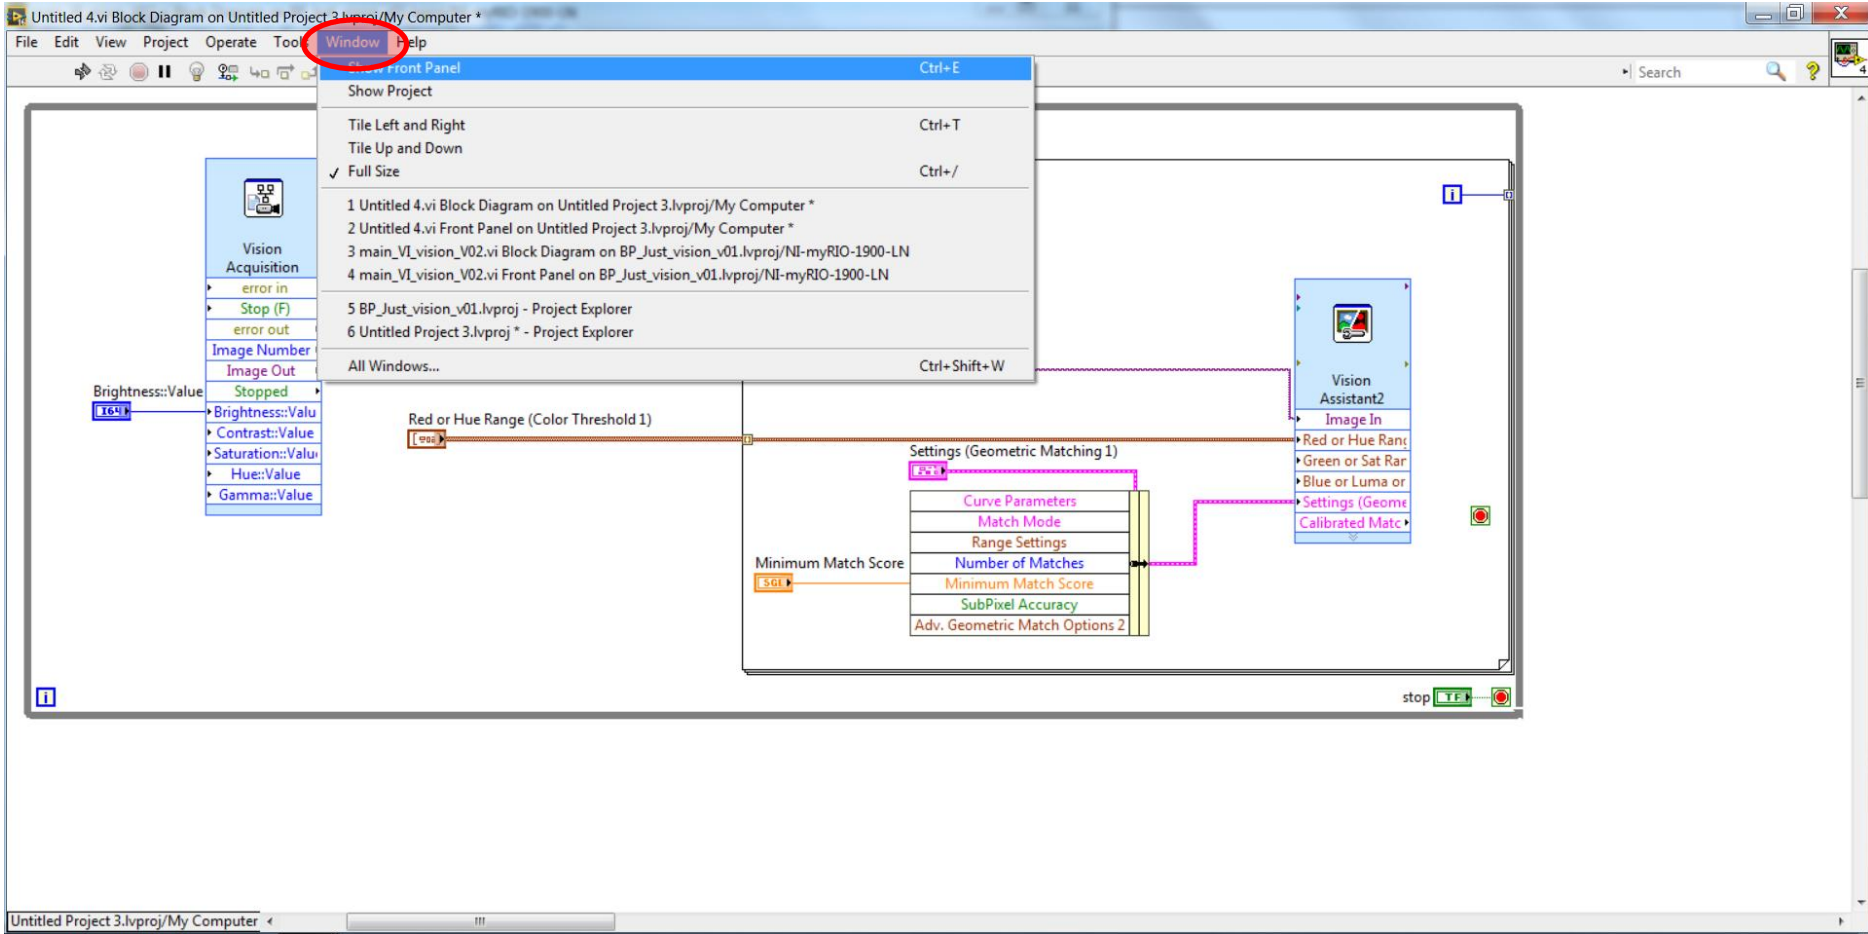 Untitled 4.vi Block Diagram on Untitled Project 3.lvproj/My Computer *
File Edit View Project Operate Tools Window Help
Search
4
Show Front Panel Ctrl+E
Show Project
Tile Left and Right Ctrl+T
Tile Up and Down
✓ Full Size Ctrl+/
1 Untitled 4.vi Block Diagram on Untitled Project 3.lvproj/My Computer *
2 Untitled 4.vi Front Panel on Untitled Project 3.lvproj/My Computer *
3 main_VI_vision_V02.vi Block Diagram on BP_Just_vision_v01.lvproj/NI-myRIO-1900-LN
4 main_VI_vision_V02.vi Front Panel on BP_Just_vision_v01.lvproj/NI-myRIO-1900-LN
5 BP_Just_vision_v01.lvproj - Project Explorer
6 Untitled Project 3.lvproj * - Project Explorer
All Windows... Ctrl+Shift+W
Vision
Acquisition
error in
Stop (F)
error out
Image Number
Image Out
Stopped
Brightness::Value
I64
Brightness::Valu
Contrast::Value
Saturation::Valu
Hue::Value
Gamma::Value
Red or Hue Range (Color Threshold 1)
Settings (Geometric Matching 1)
Curve Parameters
Match Mode
Range Settings
Number of Matches
Minimum Match Score
SubPixel Accuracy
Adv. Geometric Match Options 2
Minimum Match Score
SGL
i
Vision
Assistant2
Image In
Red or Hue Rang
Green or Sat Ran
Blue or Luma or
Settings (Geome
Calibrated Matc
i
stop TF
Untitled Project 3.lvproj/My Computer